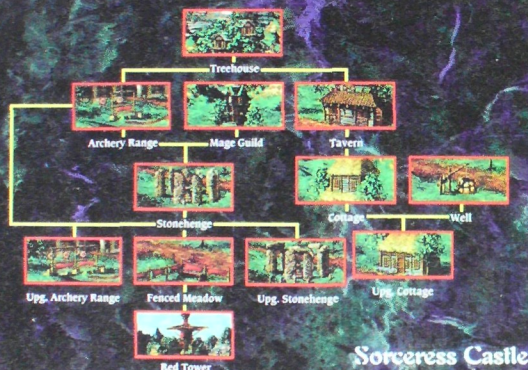 Treehouse
Archery Range
Mage Guild
Tavern
Stonehenge
Cottage
Well
Upg. Archery Range
Fenced Meadow
Upg. Stonehenge
Upg. Cottage
Red Tower
Sorceress Castle